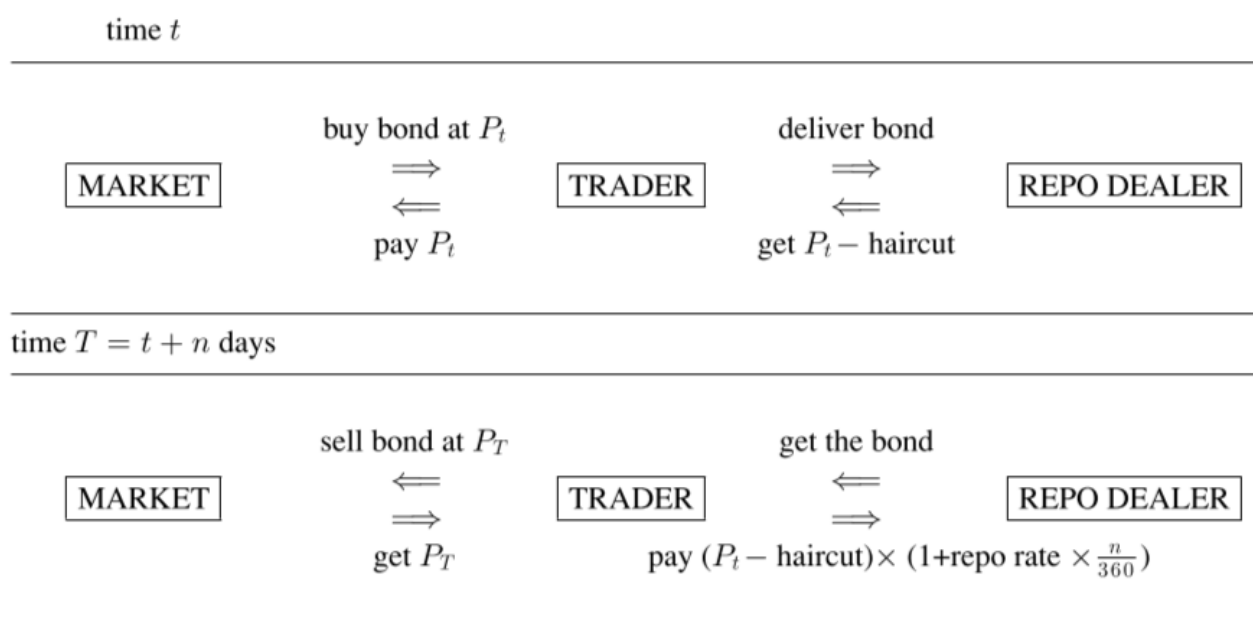 time t
buy bond at P_t deliver bond
⟹ ⟹
MARKET TRADER REPO DEALER
⟸ ⟸
pay P_t get P_t − haircut
time T = t + n days
sell bond at P_T get the bond
⟸ ⟸
MARKET TRADER REPO DEALER
⟹ ⟹
get P_T pay (P_t − haircut)× (1+repo rate × n/360)